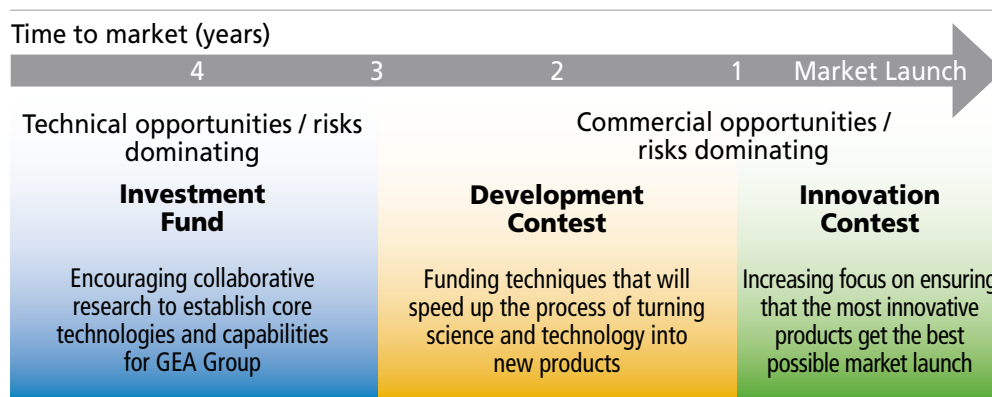 Time to market (years)
4 3 2 1 Market Launch
Technical opportunities / risks
dominating
Commercial opportunities /
risks dominating
Investment
Fund
Encouraging collaborative
research to establish core
technologies and capabilities
for GEA Group
Development
Contest
Funding techniques that will
speed up the process of turning
science and technology into
new products
Innovation
Contest
Increasing focus on ensuring
that the most innovative
products get the best
possible market launch